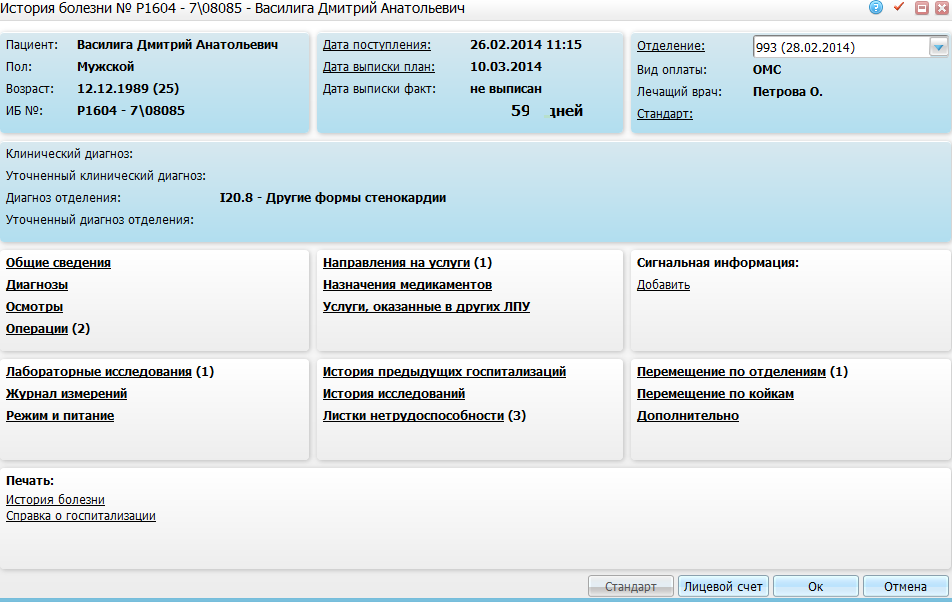 История болезни № Р1604 - 7\08085 - Василига Дмитрий Анатольевич
Пациент: Василига Дмитрий Анатольевич
Пол: Мужской
Возраст: 12.12.1989 (25)
ИБ №: Р1604 - 7\08085
Дата поступления: 26.02.2014 11:15
Дата выписки план: 10.03.2014
Дата выписки факт: не выписан
59 дней
Отделение: 993 (28.02.2014)
Вид оплаты: ОМС
Лечащий врач: Петрова О.
Стандарт:
Клинический диагноз:
Уточненный клинический диагноз:
Диагноз отделения: I20.8 - Другие формы стенокардии
Уточненный диагноз отделения:
Общие сведения
Диагнозы
Осмотры
Операции (2)
Направления на услуги (1)
Назначения медикаментов
Услуги, оказанные в других ЛПУ
Сигнальная информация:
Добавить
Лабораторные исследования (1)
Журнал измерений
Режим и питание
История предыдущих госпитализаций
История исследований
Листки нетрудоспособности (3)
Перемещение по отделениям (1)
Перемещение по койкам
Дополнительно
Печать:
История болезни
Справка о госпитализации
Стандарт
Лицевой счет
Ок
Отмена